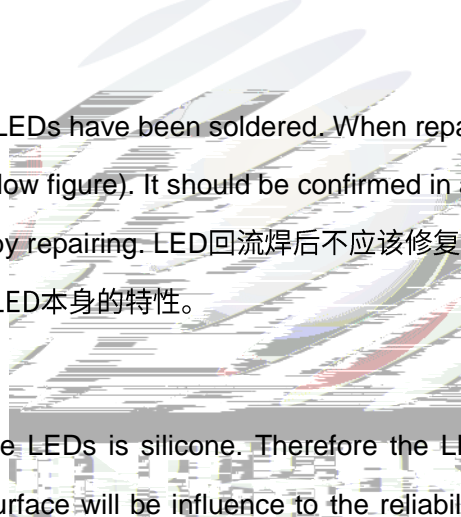 LEDs have been soldered. When repa
low figure). It should be confirmed in
by repairing. LED回流焊后不应该修复
LED本身的特性。
e LEDs is silicone. Therefore the LE
urface will be influence to the reliabil